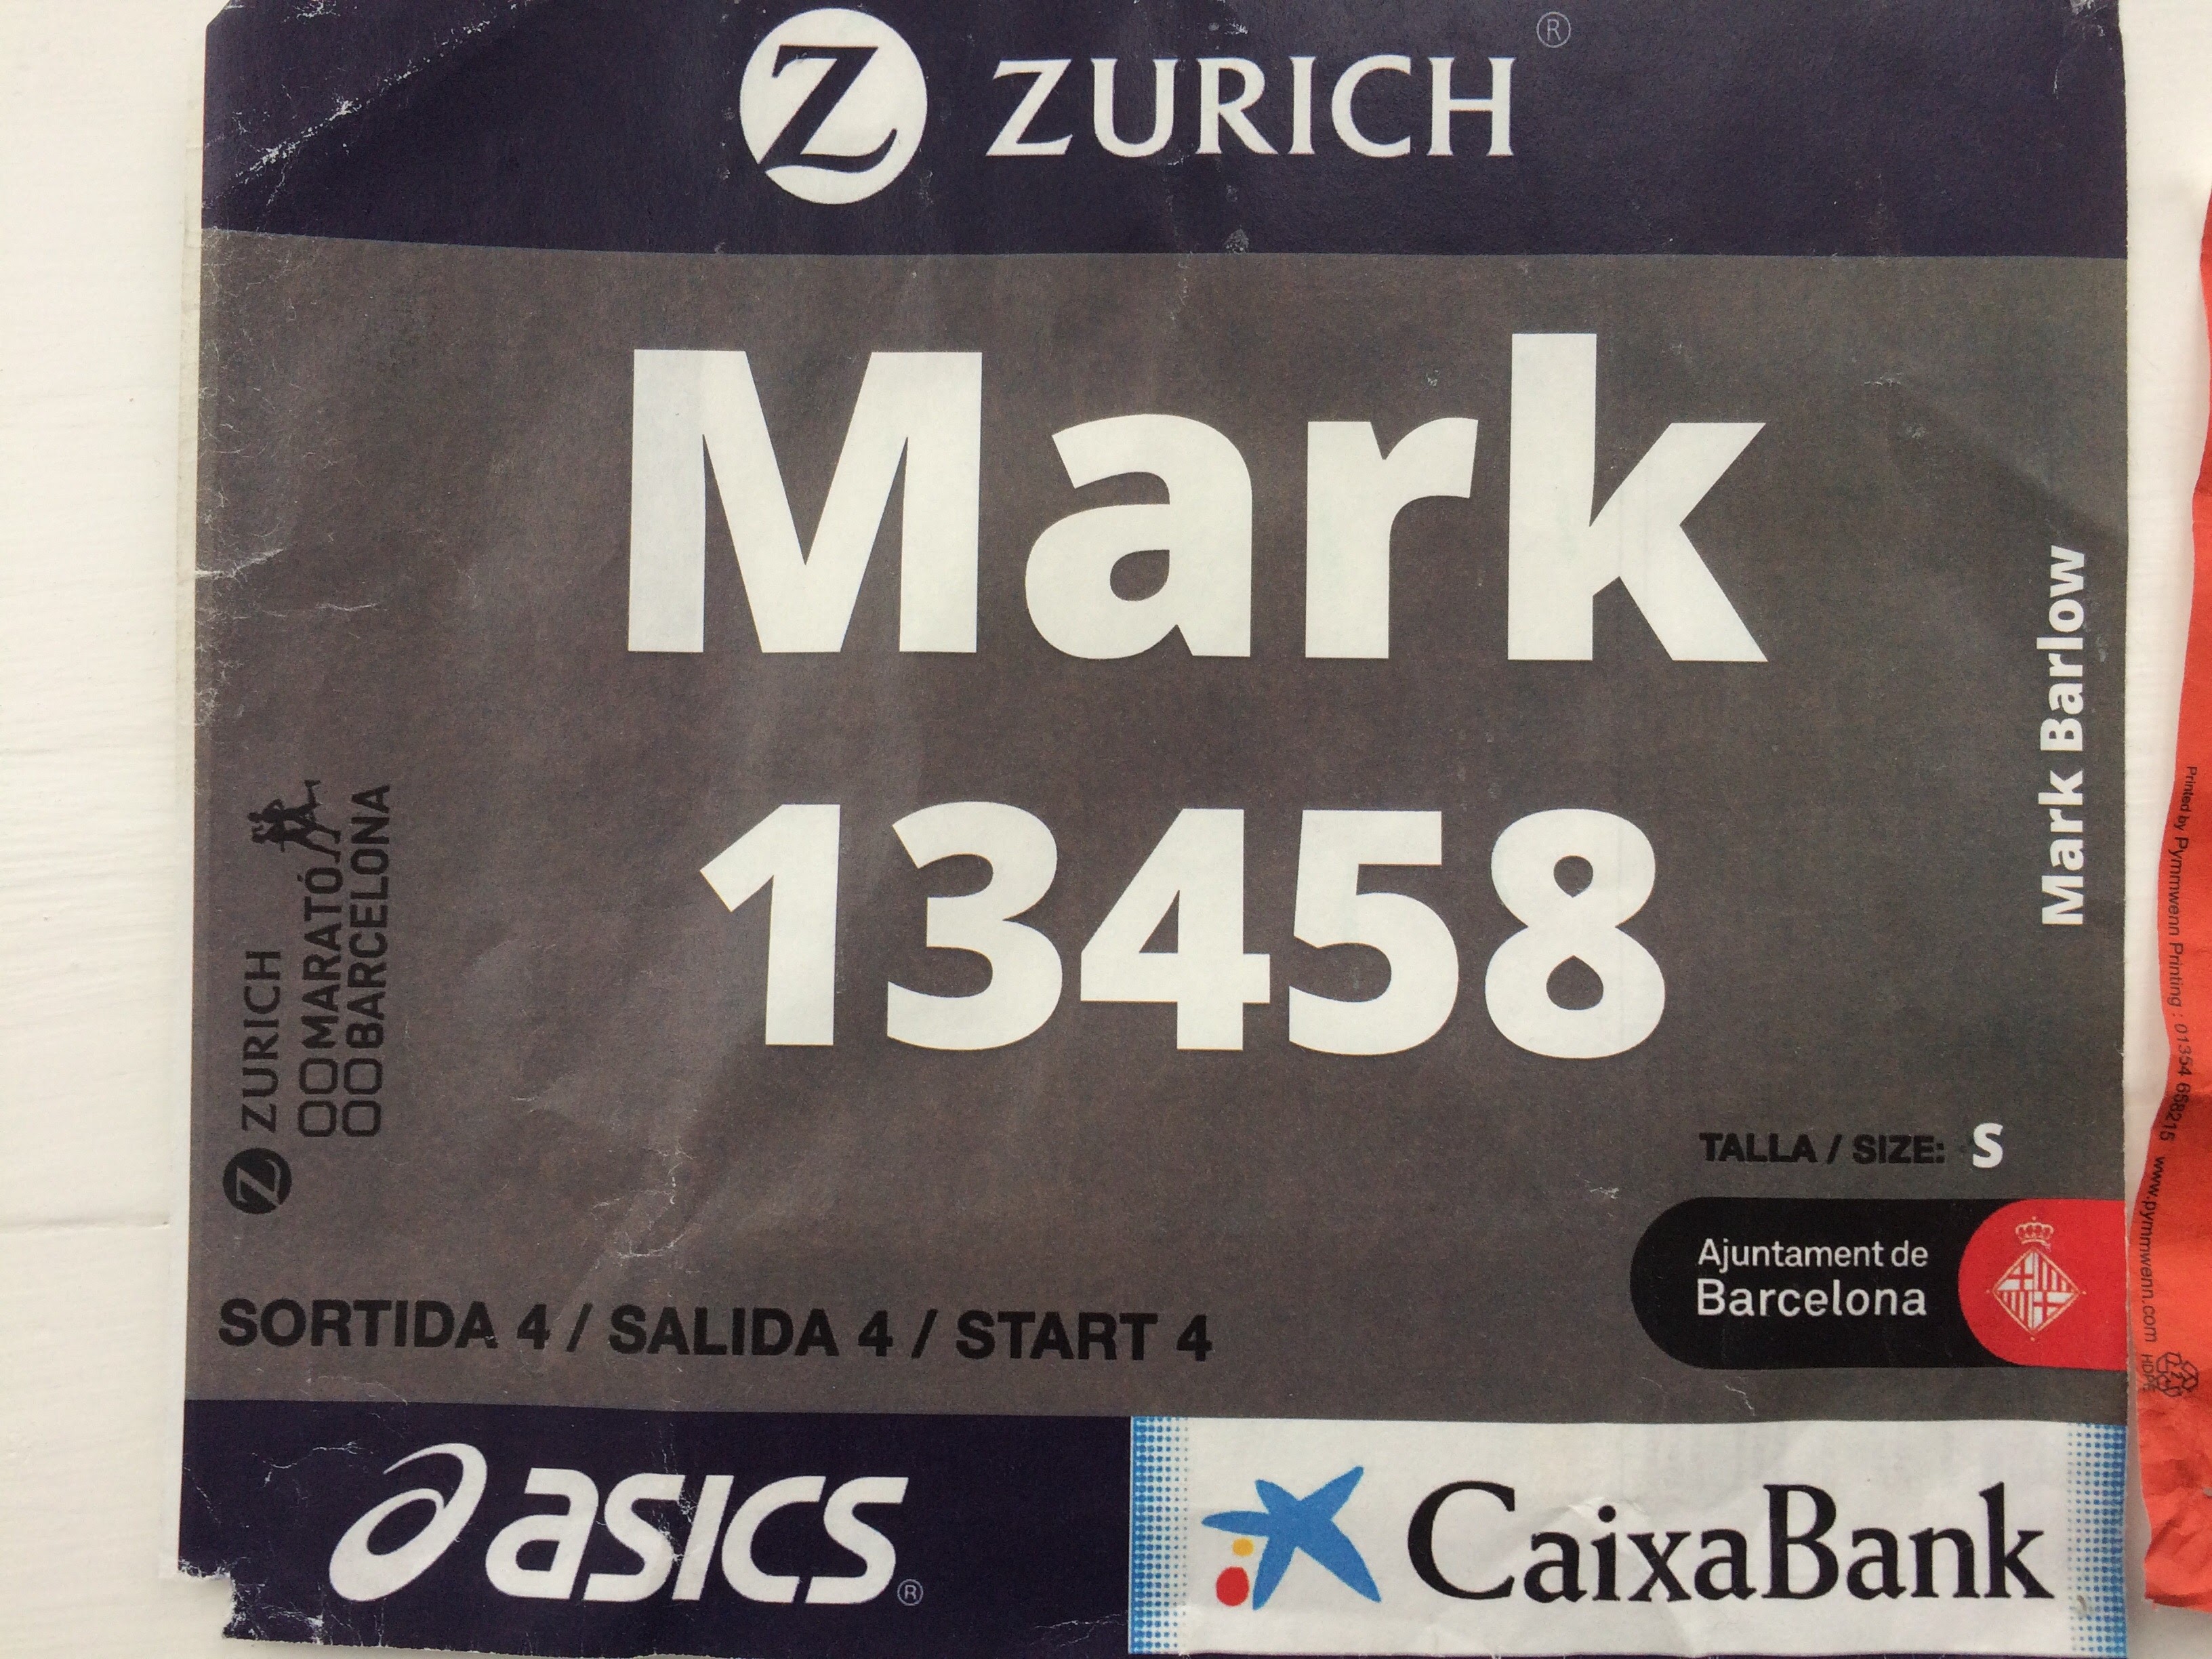 ZURICH ®
Mark
13458
Mark Barlow
ZURICH
MARATÓ
BARCELONA
TALLA / SIZE: S
Ajuntament de
Barcelona
SORTIDA 4 / SALIDA 4 / START 4
asics ®
CaixaBank
Printed by Pymmwenn Printing : 01354 658215 www.pymmwenn.com HDPE